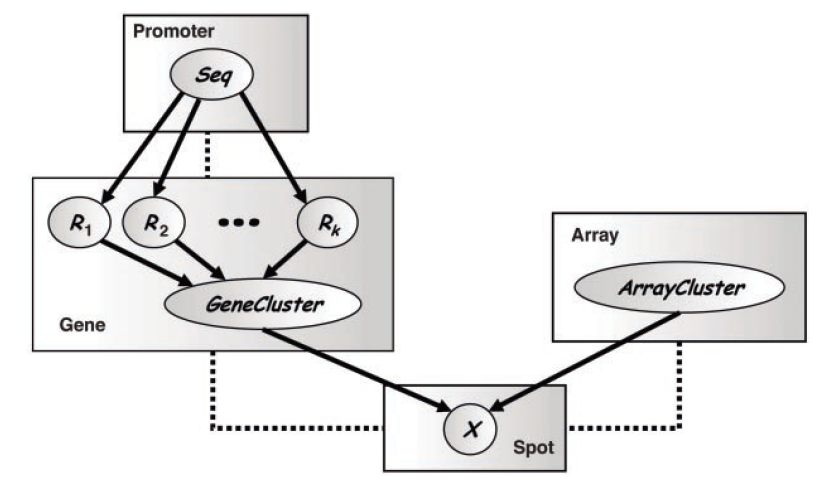 Promoter
Seq
R1 R2 ••• Rk
GeneCluster
Gene
Array
ArrayCluster
X
Spot